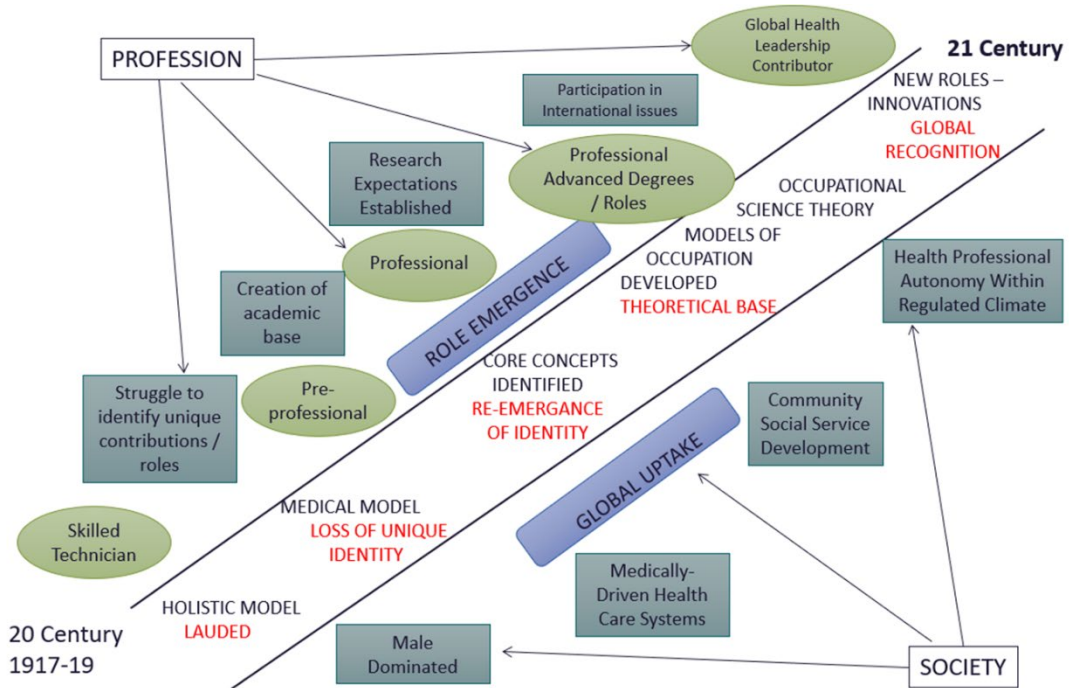 PROFESSION
Global Health
Leadership
Contributor
21 Century
NEW ROLES –
INNOVATIONS
GLOBAL
RECOGNITION
Participation in
International issues
Research
Expectations
Established
Professional
Advanced Degrees
/ Roles
OCCUPATIONAL
SCIENCE THEORY
MODELS OF
OCCUPATION
DEVELOPED
THEORETICAL BASE
Professional
ROLE EMERGENCE
Health Professional
Autonomy Within
Regulated Climate
Creation of
academic
base
CORE CONCEPTS
IDENTIFIED
RE-EMERGANCE
OF IDENTITY
Struggle to
identify unique
contributions /
roles
Pre-
professional
Community
Social Service
Development
GLOBAL UPTAKE
MEDICAL MODEL
LOSS OF UNIQUE
IDENTITY
Skilled
Technician
Medically-
Driven Health
Care Systems
HOLISTIC MODEL
LAUDED
20 Century
1917-19
Male
Dominated
SOCIETY